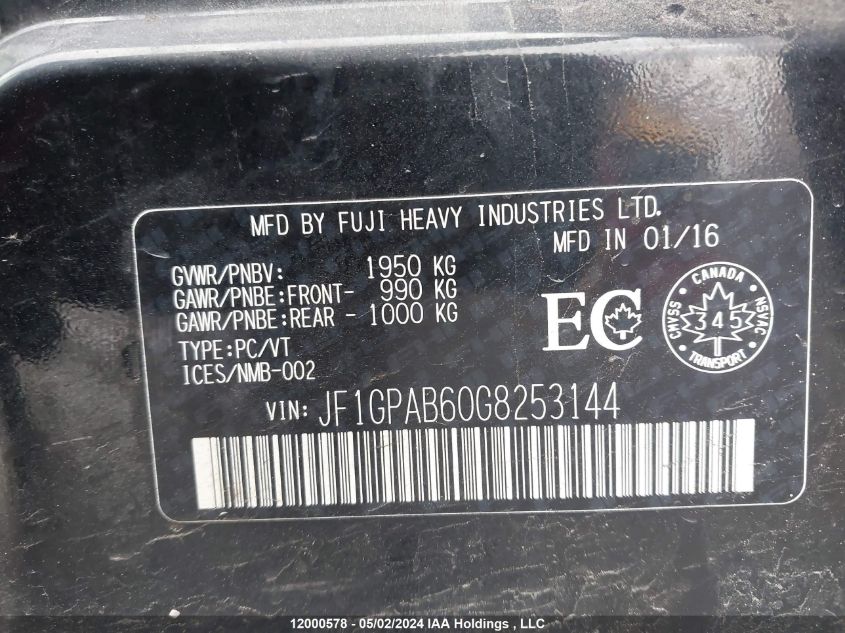 MFD BY FUJI HEAVY INDUSTRIES LTD.
MFD IN 01/16
GVWR/PNBV: 1950 KG
GAWR/PNBE:FRONT- 990 KG
GAWR/PNBE:REAR - 1000 KG
TYPE:PC/VT
ICES/NMB-002
EC
CANADA
CMVSS 345 NSVAC
TRANSPORT
VIN: JF1GPAB60G8253144
12000578 - 05/02/2024 IAA Holdings , LLC